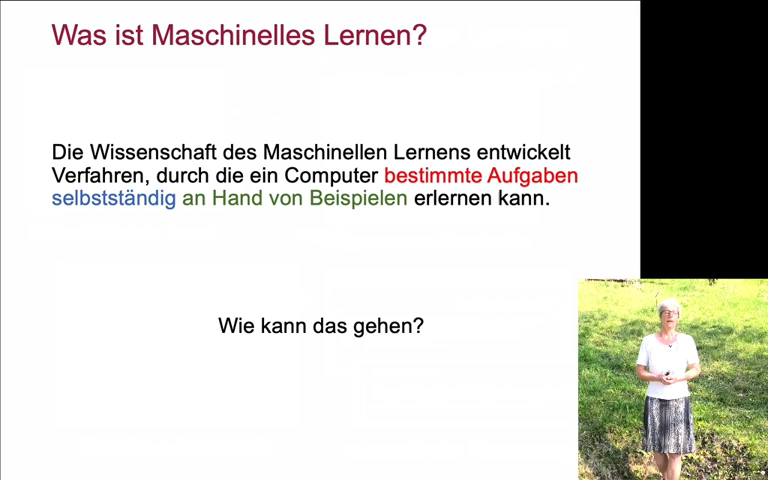 Was ist Maschinelles Lernen?
Die Wissenschaft des Maschinellen Lernens entwickelt
Verfahren, durch die ein Computer bestimmte Aufgaben
selbstständig an Hand von Beispielen erlernen kann.
Wie kann das gehen?